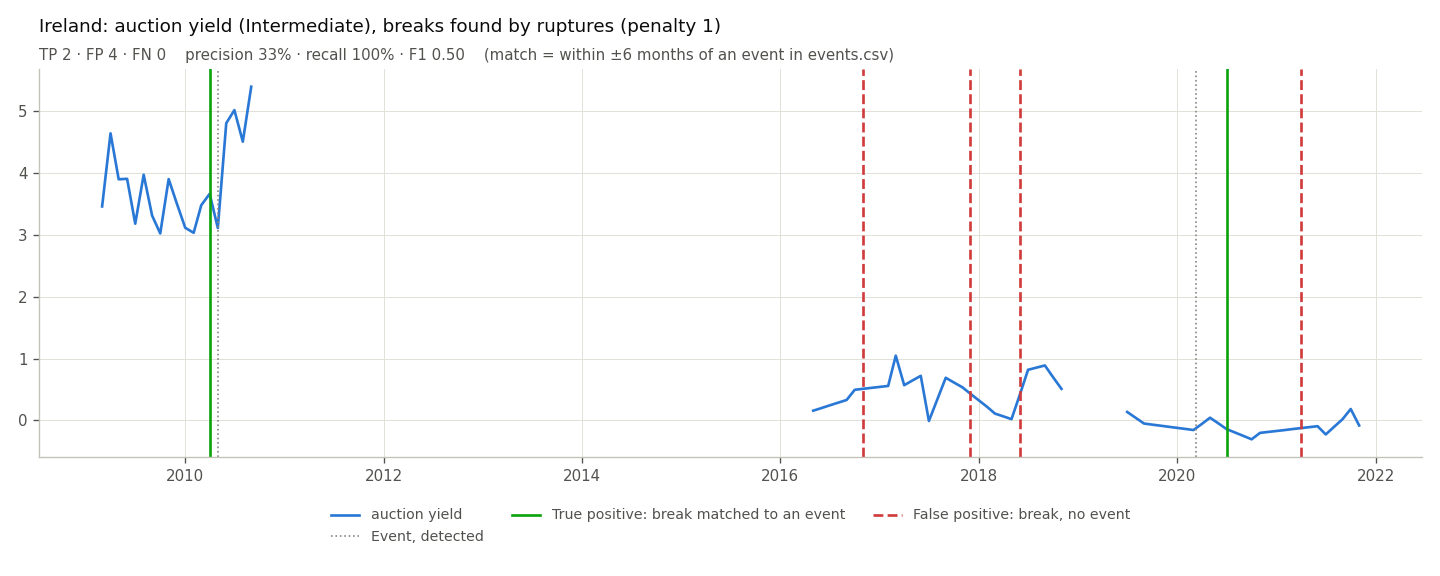 Ireland: auction yield (Intermediate), breaks found by ruptures (penalty 1)
TP 2 · FP 4 · FN 0    precision 33% · recall 100% · F1 0.50    (match = within ±6 months of an event in events.csv)
5
4
3
2
1
0
2010 2012 2014 2016 2018 2020 2022
auction yield    True positive: break matched to an event    False positive: break, no event
Event, detected